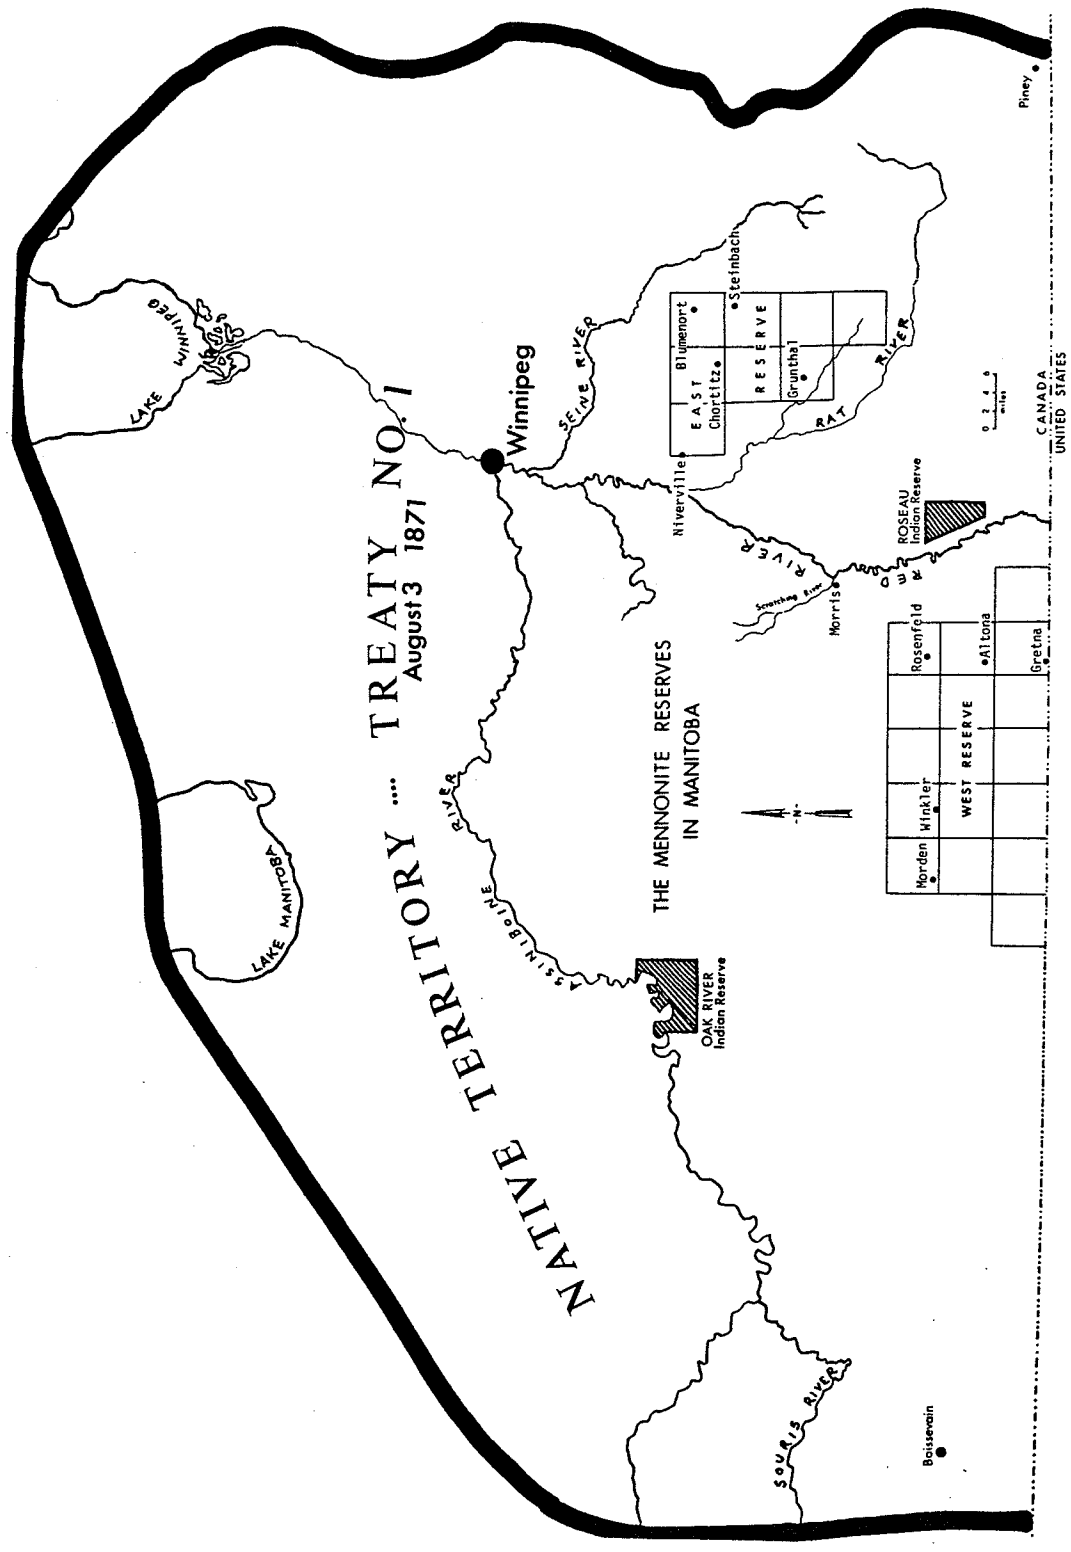 NATIVE TERRITORY .... TREATY NO. 1
August 3 1871
LAKE WINNIPEG
LAKE MANITOBA
Winnipeg
ASSINIBOINE RIVER
SEINE RIVER
THE MENNONITE RESERVES
IN MANITOBA
-N-
OAK RIVER
Indian Reserve
Niverville
Blumenort
EAST
Chortitz
Steinbach
RESERVE
Grunthal
RAT RIVER
RED RIVER
Scratching River
Morris
ROSEAU
Indian Reserve
Rosenfeld
Morden
Winkler
WEST RESERVE
Altona
Gretna
SOURIS RIVER
Boissevain
Piney
0 2 4 6
miles
CANADA
UNITED STATES